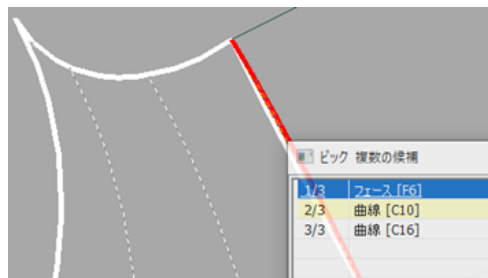 ピック 複数の候補
1/3 フェース [F6]
2/3 曲線 [C10]
3/3 曲線 [C16]